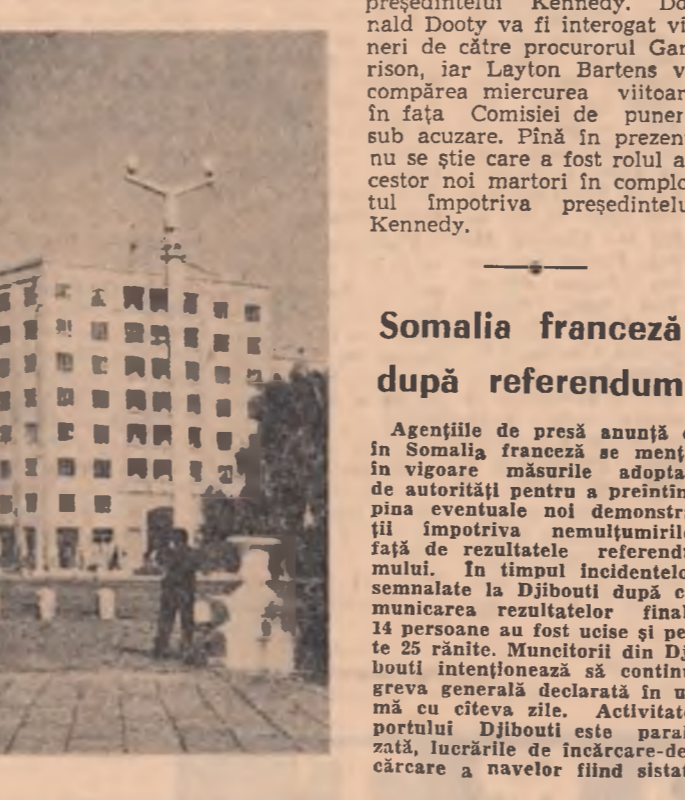 președintelui Kennedy. Do
nald Dooty va fi interogat vi
neri de către procurorul Gar
rison, iar Layton Bartens v
compărea miercurea viitoar
în fața Comisiei de puner
sub acuzare. Pînă în prezen
nu se știe care a fost rolul a
cestor noi martori în complo
tul împotriva președintelu
Kennedy.
Somalia franceză
după referendum
Agențiile de presă anunță
în Somalia franceză se menț
în vigoare măsurile adopta
de autorități pentru a preîntîm
pina eventuale noi demonstra
ții împotriva nemulțumiril
față de rezultatele referend
mului. În timpul incidentelo
semnalate la Djibouti după c
municarea rezultatelor final
14 persoane au fost ucise și pe
te 25 rănite. Muncitorii din Dj
bouti intenționează să contin
greva generală declarată în u
mă cu cîteva zile. Activitat
portului Djibouti este parali
zată, lucrările de încărcare-de
cărcare a navelor fiind sistat